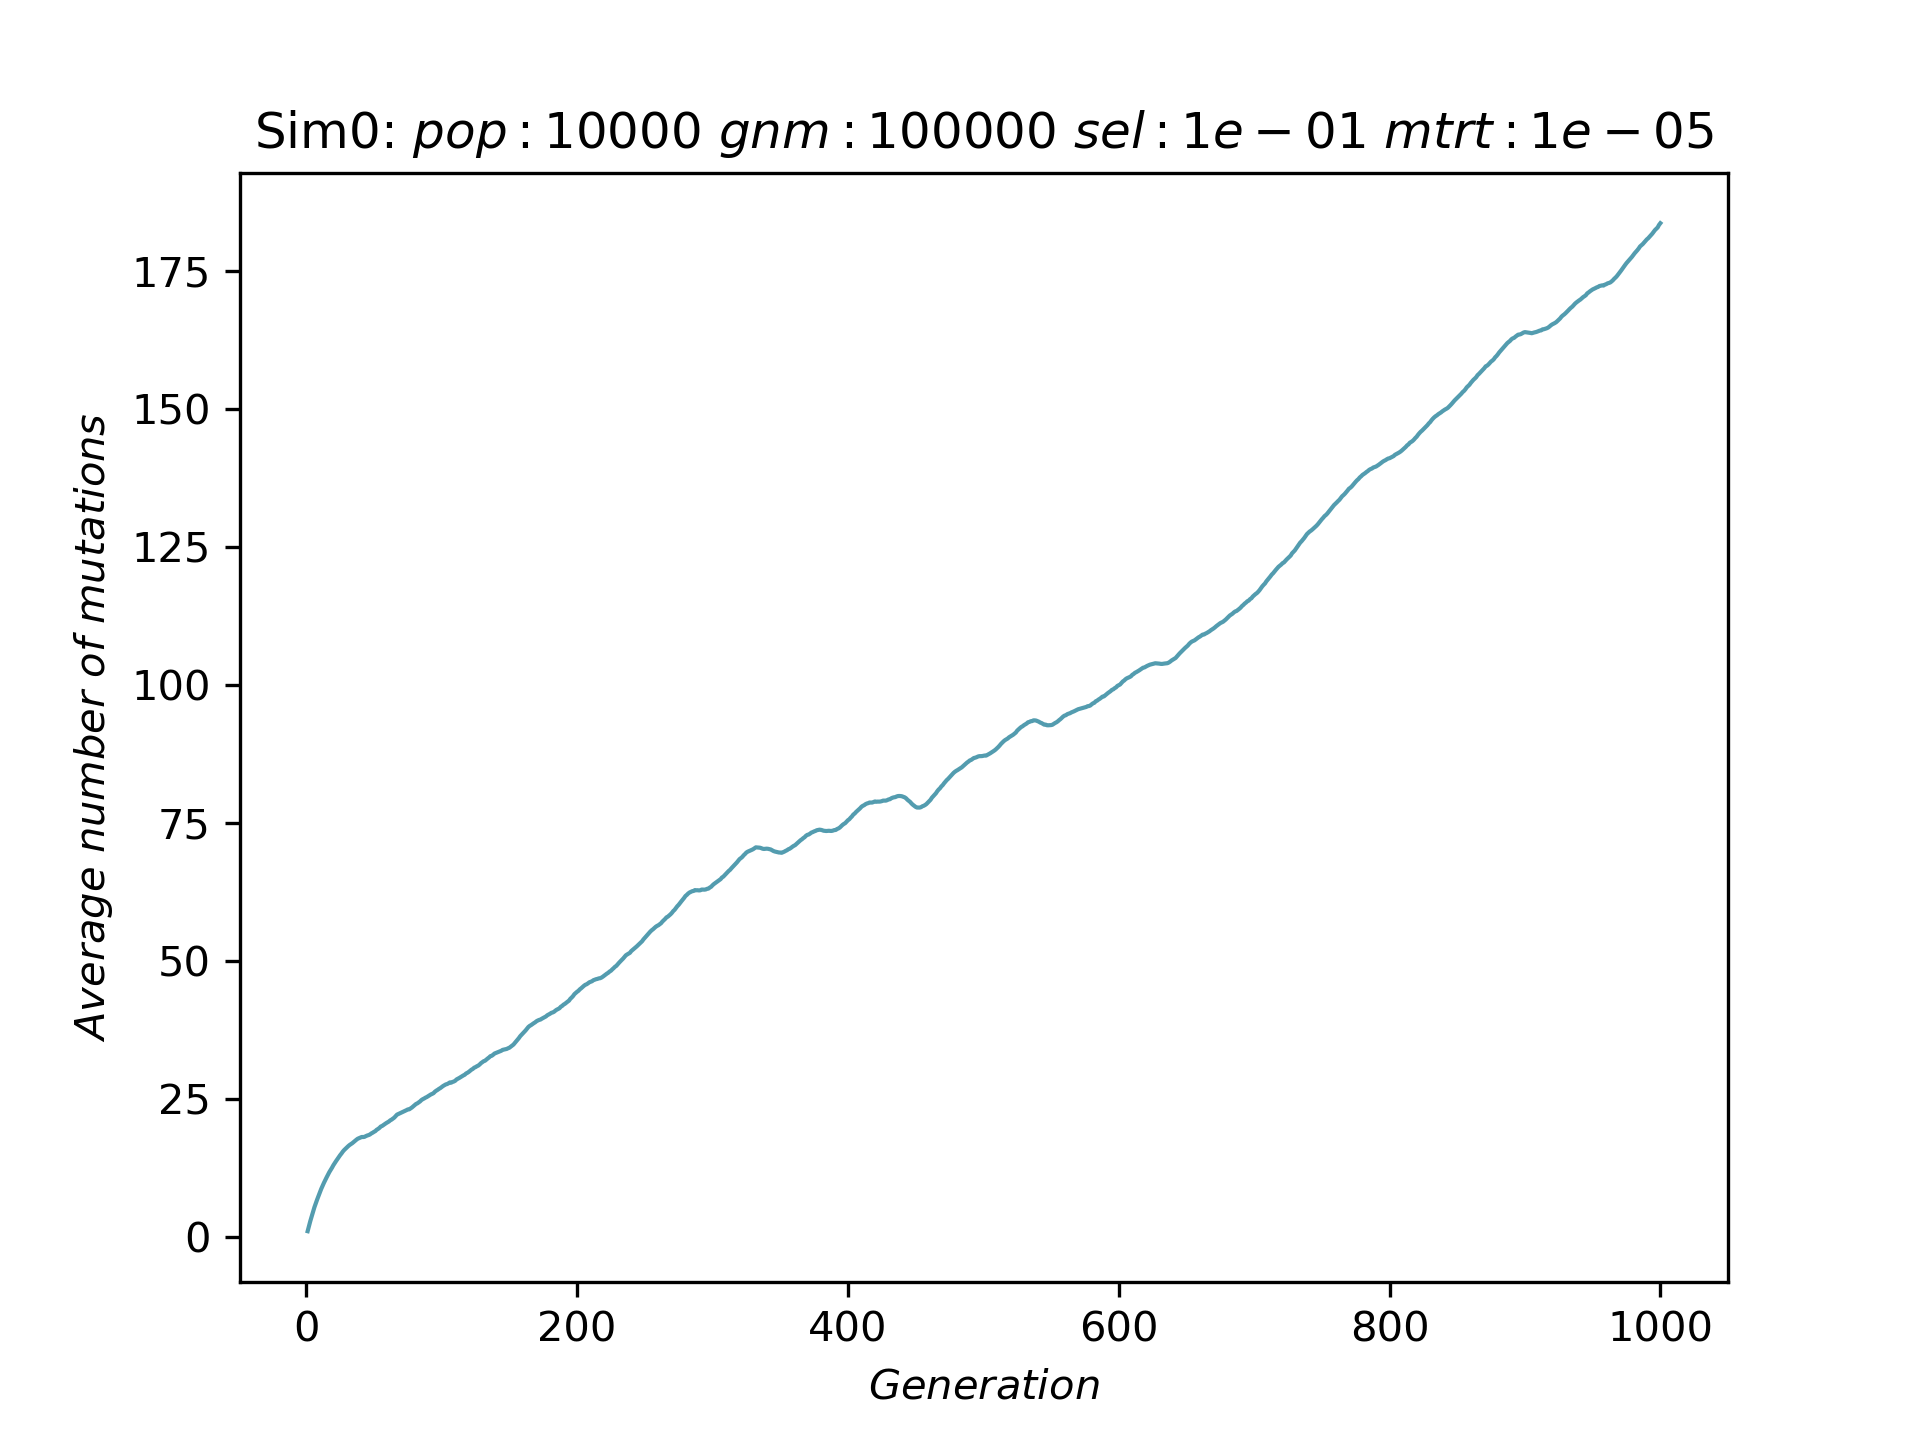 Sim0: pop : 10000 gnm : 100000 sel : 1e − 01 mtrt : 1e − 05
Average number of mutations
175
150
125
100
75
50
25
0
0 200 400 600 800 1000
Generation